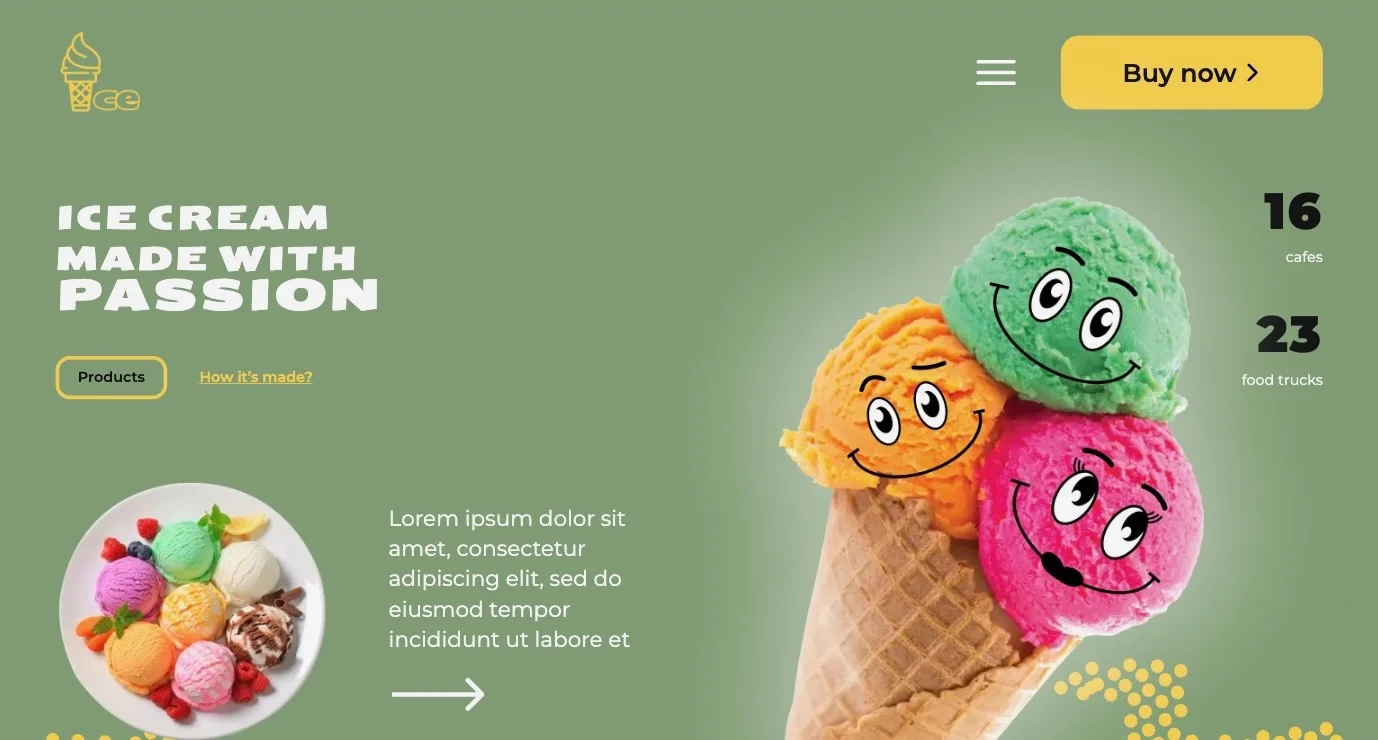 ce
Buy now
ICE CREAM
MADE WITH
PASSION
Products
How it's made?
16
cafes
23
food trucks
Lorem ipsum dolor sit
amet, consectetur
adipiscing elit, sed do
eiusmod tempor
incididunt ut labore et